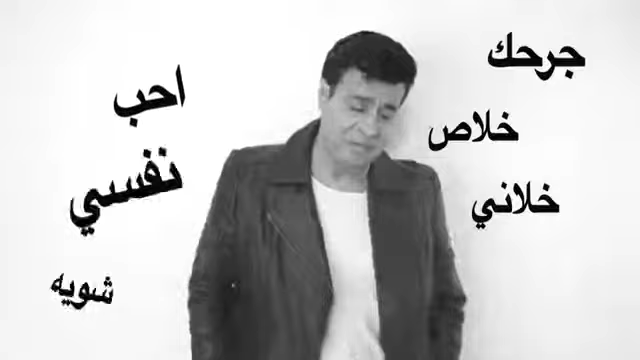 جرحك
خلاص
خلاني
احب
نفسي
شويه